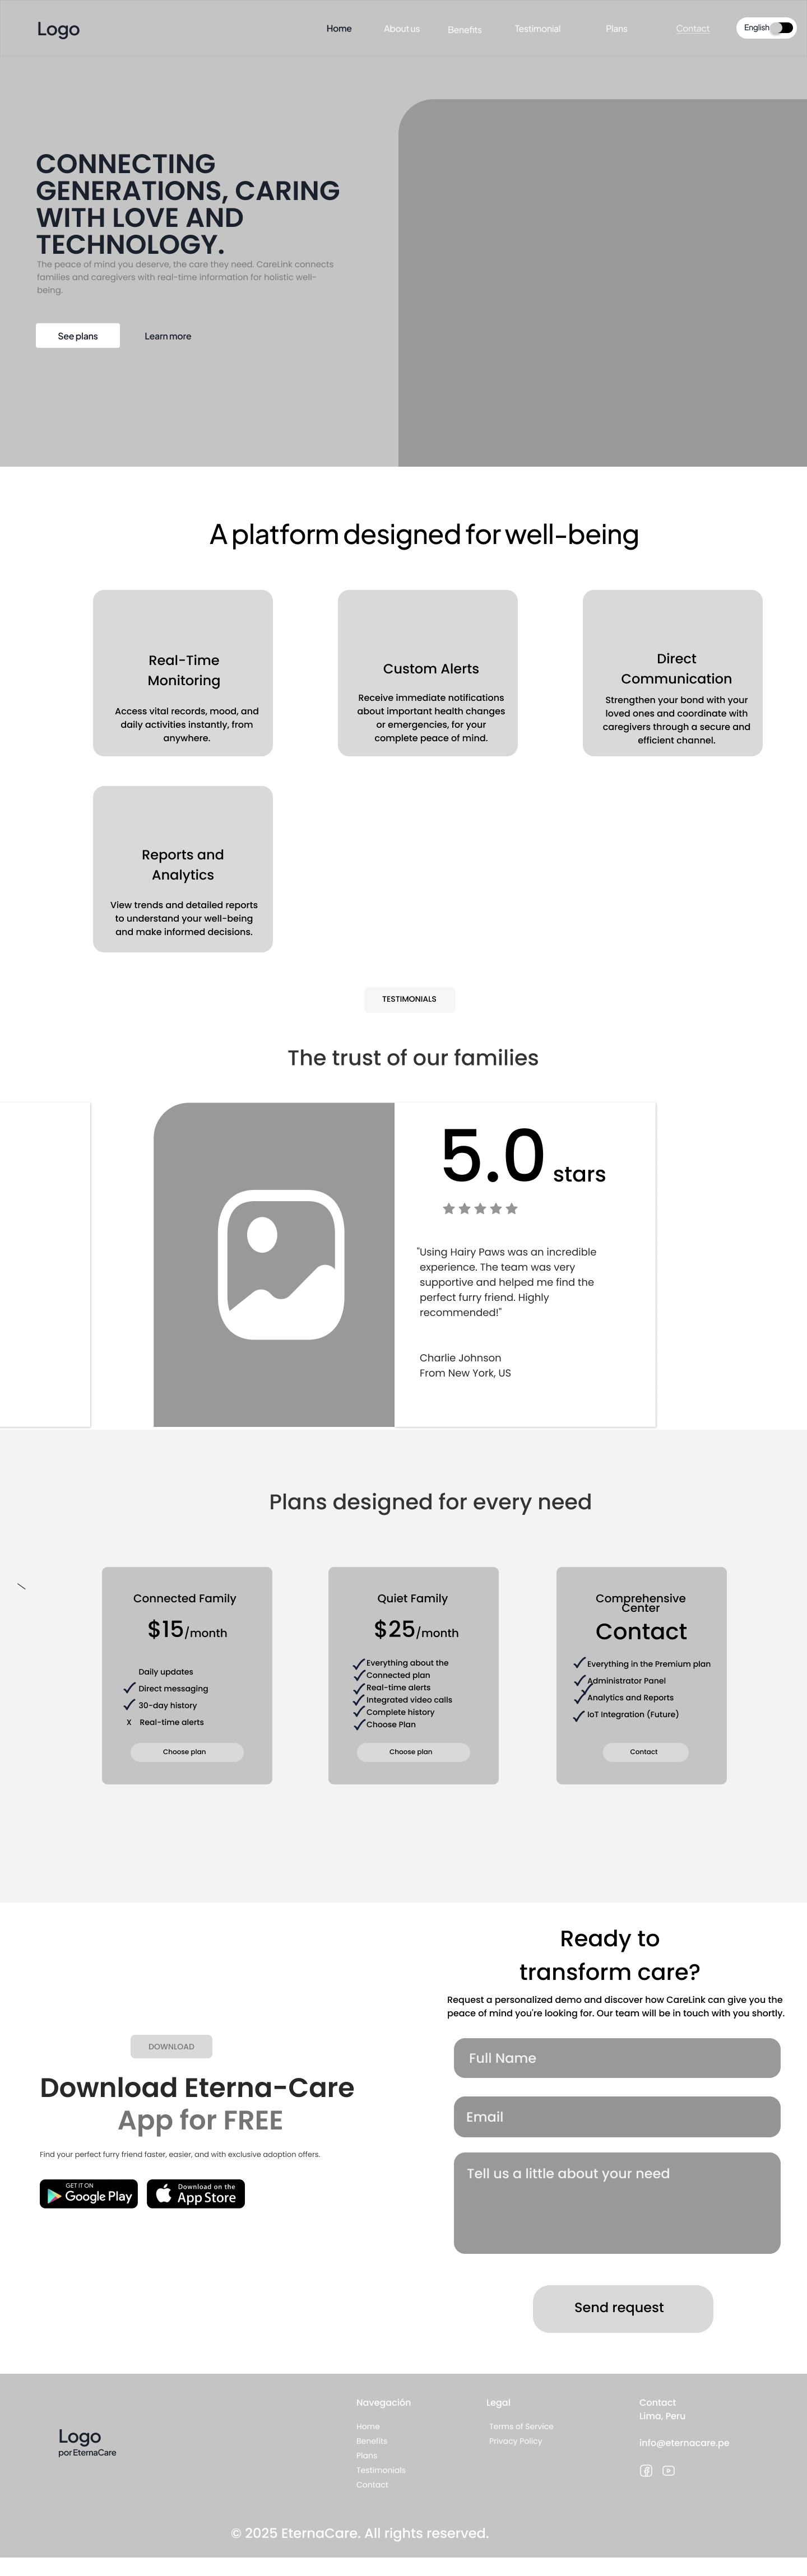 Logo
Home
About us
Benefits
Testimonial
Plans
Contact
English
CONNECTING
GENERATIONS, CARING
WITH LOVE AND
TECHNOLOGY.
The peace of mind you deserve, the care they need. CareLink connects
families and caregivers with real-time information for holistic well-
being.
See plans
Learn more
A platform designed for well-being
Real-Time
Monitoring
Access vital records, mood, and
daily activities instantly, from
anywhere.
Custom Alerts
Receive immediate notifications
about important health changes
or emergencies, for your
complete peace of mind.
Direct
Communication
Strengthen your bond with your
loved ones and coordinate with
caregivers through a secure and
efficient channel.
Reports and
Analytics
View trends and detailed reports
to understand your well-being
and make informed decisions.
TESTIMONIALS
The trust of our families
5.0 stars
"Using Hairy Paws was an incredible
experience. The team was very
supportive and helped me find the
perfect furry friend. Highly
recommended!"
Charlie Johnson
From New York, US
Plans designed for every need
Connected Family
$15/month
Daily updates
Direct messaging
30-day history
X Real-time alerts
Choose plan
Quiet Family
$25/month
Everything about the
Connected plan
Real-time alerts
Integrated video calls
Complete history
Choose Plan
Choose plan
Comprehensive
Center
Contact
Everything in the Premium plan
Administrator Panel
Analytics and Reports
IoT Integration (Future)
Contact
Ready to
transform care?
Request a personalized demo and discover how CareLink can give you the
peace of mind you're looking for. Our team will be in touch with you shortly.
Full Name
Email
Tell us a little about your need
Send request
DOWNLOAD
Download Eterna-Care
App for FREE
Find your perfect furry friend faster, easier, and with exclusive adoption offers.
GET IT ON
Google Play
Download on the
App Store
Logo
por EternaCare
Navegación
Home
Benefits
Plans
Testimonials
Contact
Legal
Terms of Service
Privacy Policy
Contact
Lima, Peru
info@eternacare.pe
© 2025 EternaCare. All rights reserved.